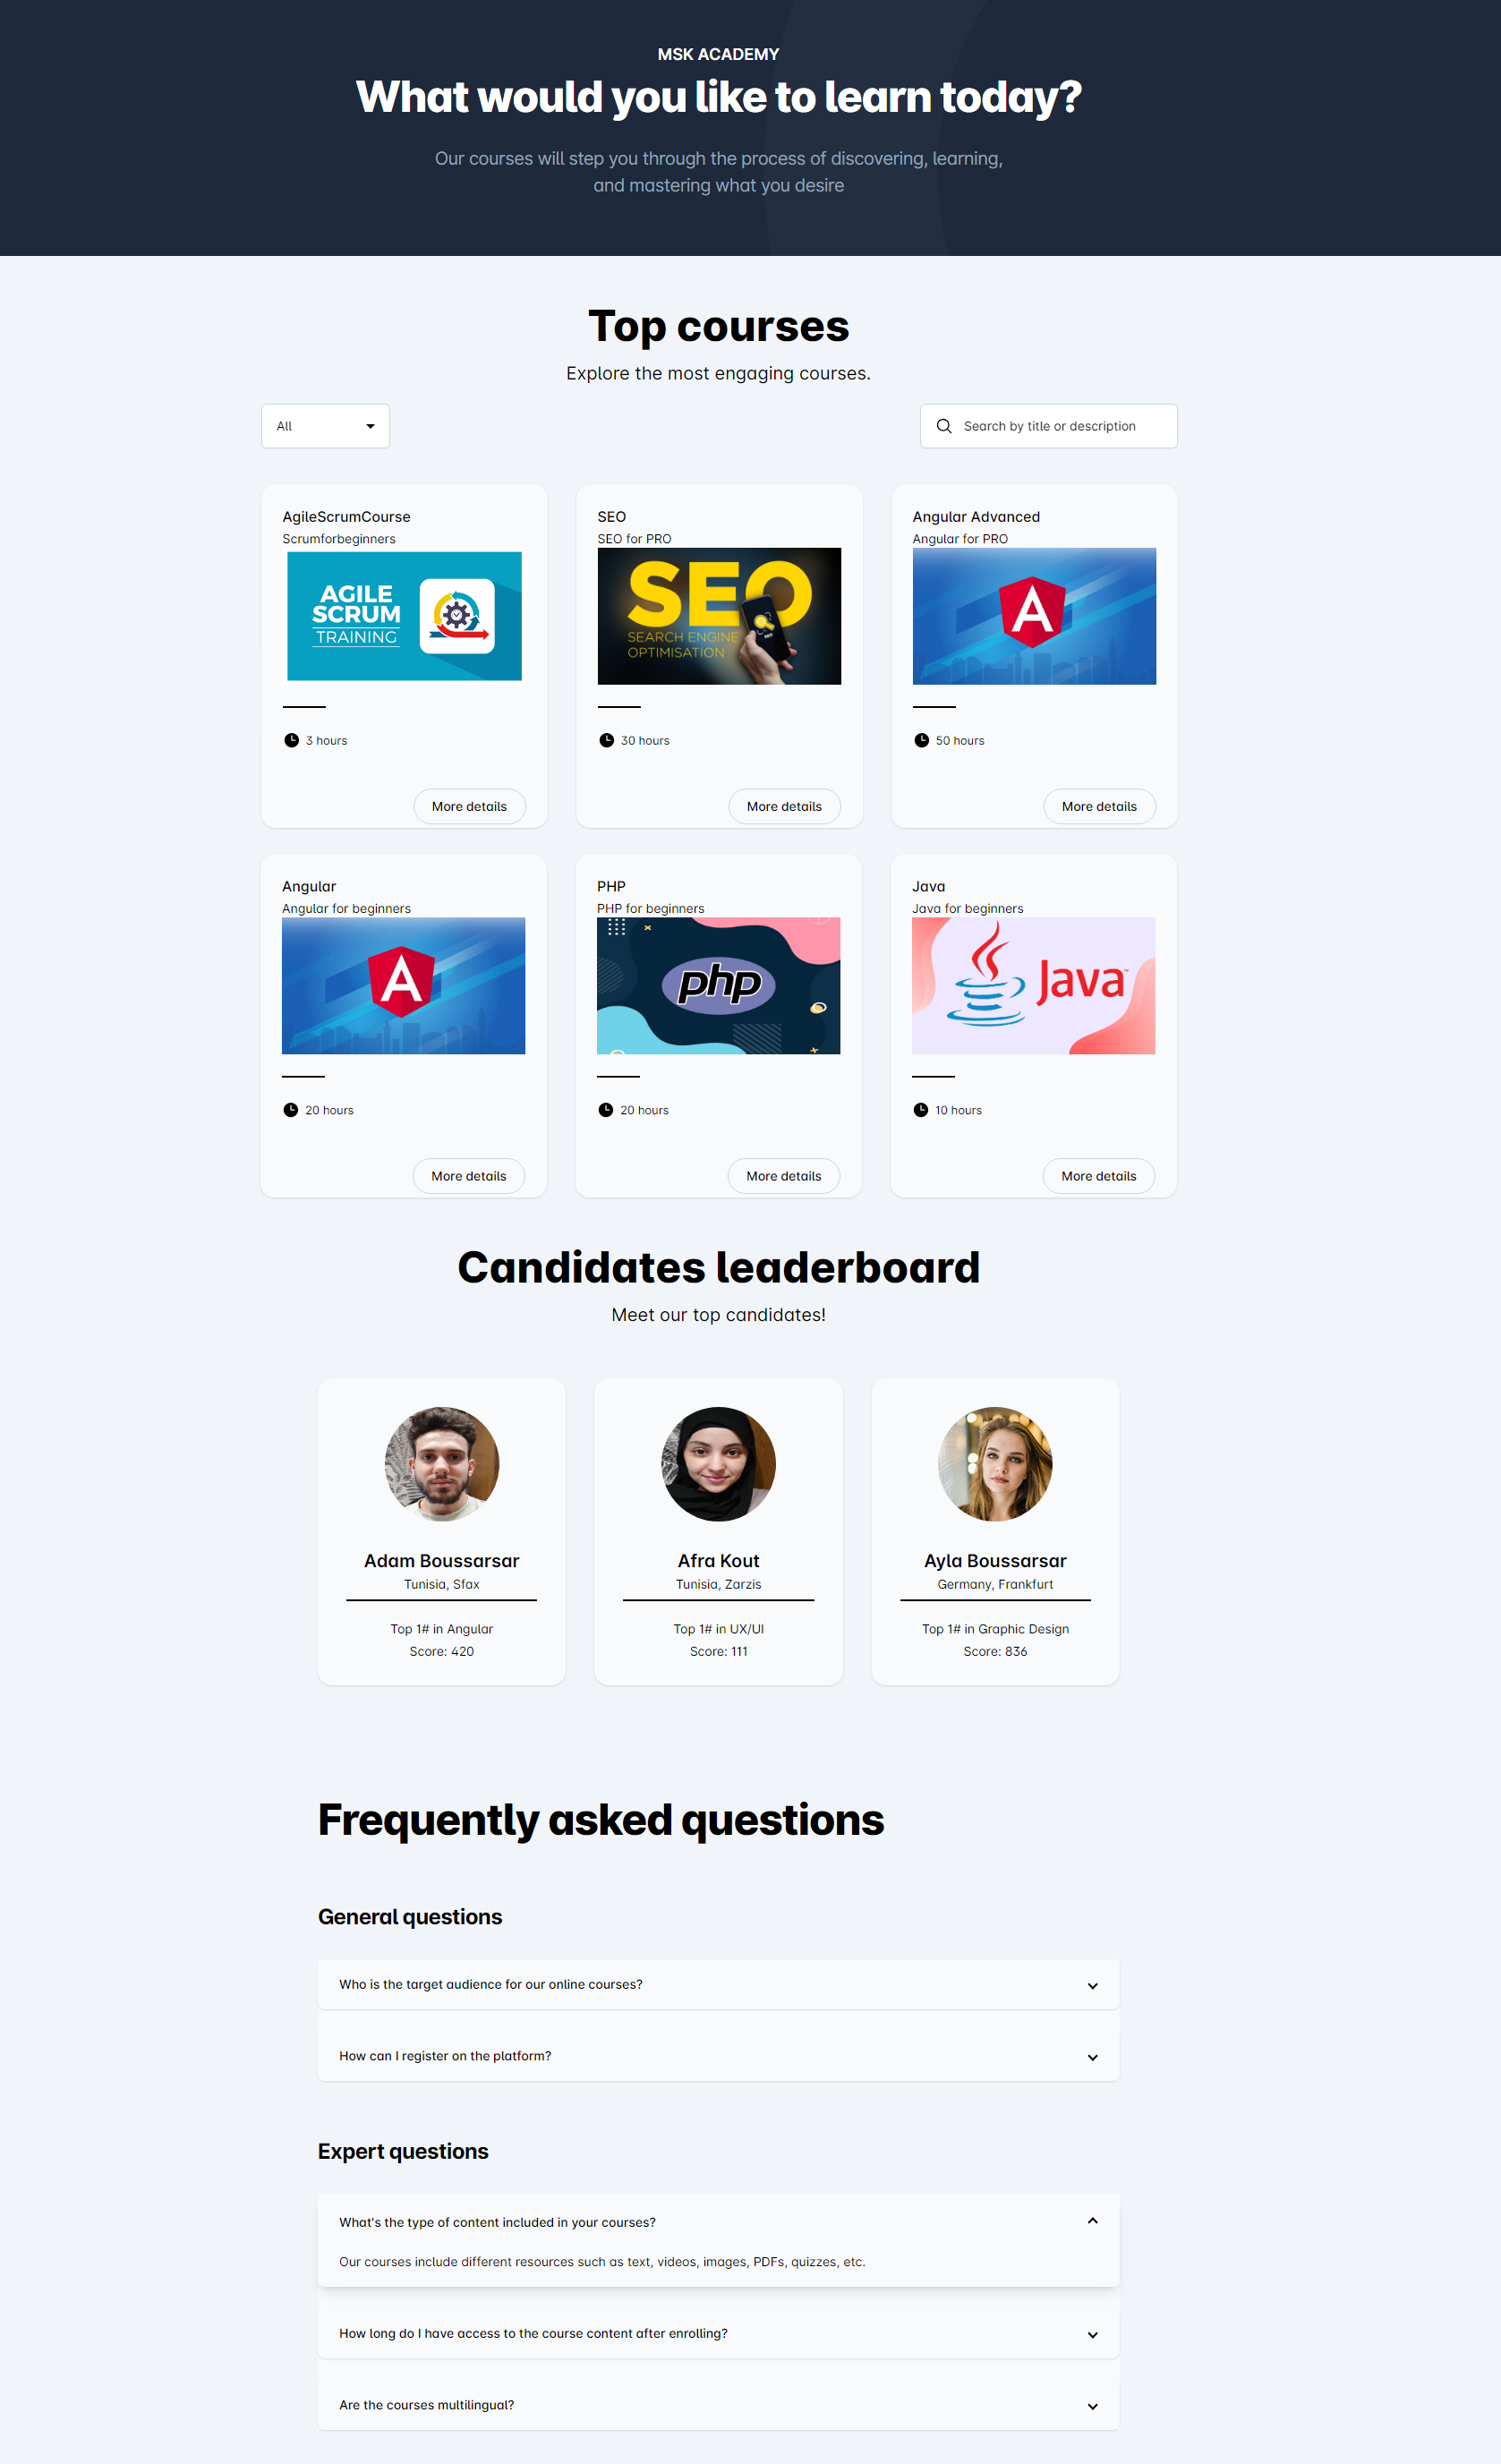 MSK ACADEMY
What would you like to learn today?
Our courses will step you through the process of discovering, learning,
and mastering what you desire
Top courses
Explore the most engaging courses.
All
Search by title or description
AgileScrumCourse
Scrumforbeginners
AGILE
SCRUM
TRAINING
3 hours
More details
SEO
SEO for PRO
SEO
SEARCH ENGINE
OPTIMISATION
30 hours
More details
Angular Advanced
Angular for PRO
A
50 hours
More details
Angular
Angular for beginners
A
20 hours
More details
PHP
PHP for beginners
php
20 hours
More details
Java
Java for beginners
Java
10 hours
More details
Candidates leaderboard
Meet our top candidates!
Adam Boussarsar
Tunisia, Sfax
Top 1# in Angular
Score: 420
Afra Kout
Tunisia, Zarzis
Top 1# in UX/UI
Score: 111
Ayla Boussarsar
Germany, Frankfurt
Top 1# in Graphic Design
Score: 836
Frequently asked questions
General questions
Who is the target audience for our online courses?
How can I register on the platform?
Expert questions
What's the type of content included in your courses?
Our courses include different resources such as text, videos, images, PDFs, quizzes, etc.
How long do I have access to the course content after enrolling?
Are the courses multilingual?